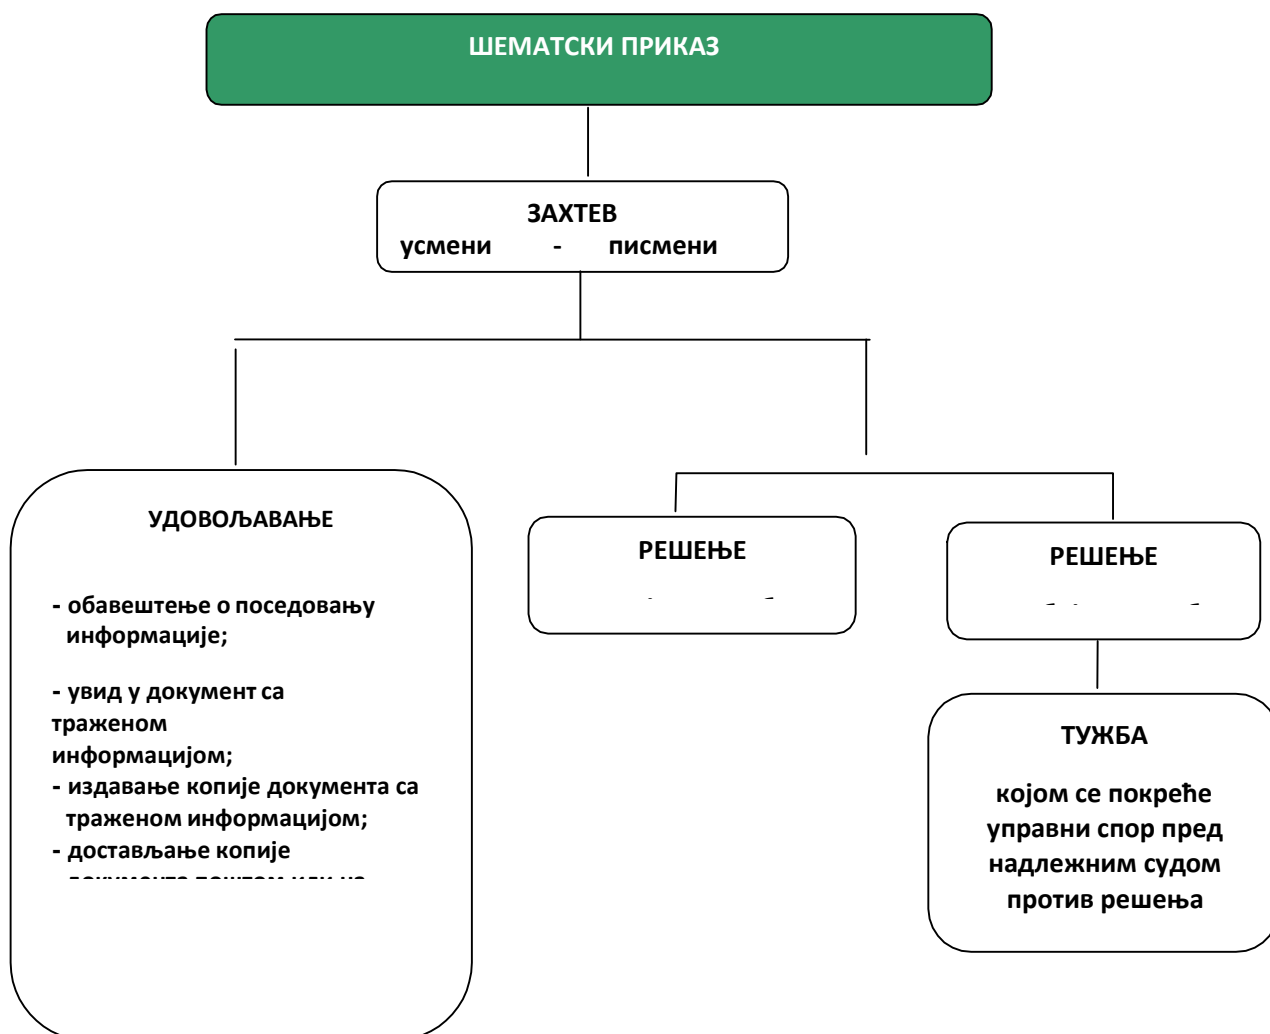 ШЕМАТСКИ ПРИКАЗ
ЗАХТЕВ
усмени - писмени
УДОВОЉАВАЊЕ
- обавештење о поседовању
информације;
- увид у документ са
траженом
информацијом;
- издавање копије документа са
траженом информацијом;
- достављање копије
РЕШЕЊЕ
РЕШЕЊЕ
ТУЖБА
којом се покреће
управни спор пред
надлежним судом
против решења